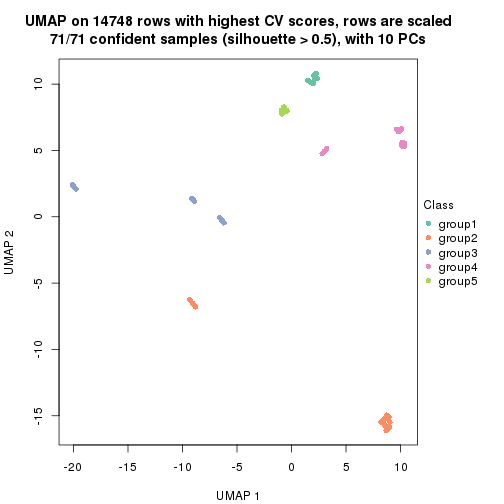 UMAP on 14748 rows with highest CV scores, rows are scaled
71/71 confident samples (silhouette > 0.5), with 10 PCs
10
5
0
-5
-10
-15
UMAP 2
-20
-15
-10
-5
0
5
10
UMAP 1
Class
group1
group2
group3
group4
group5